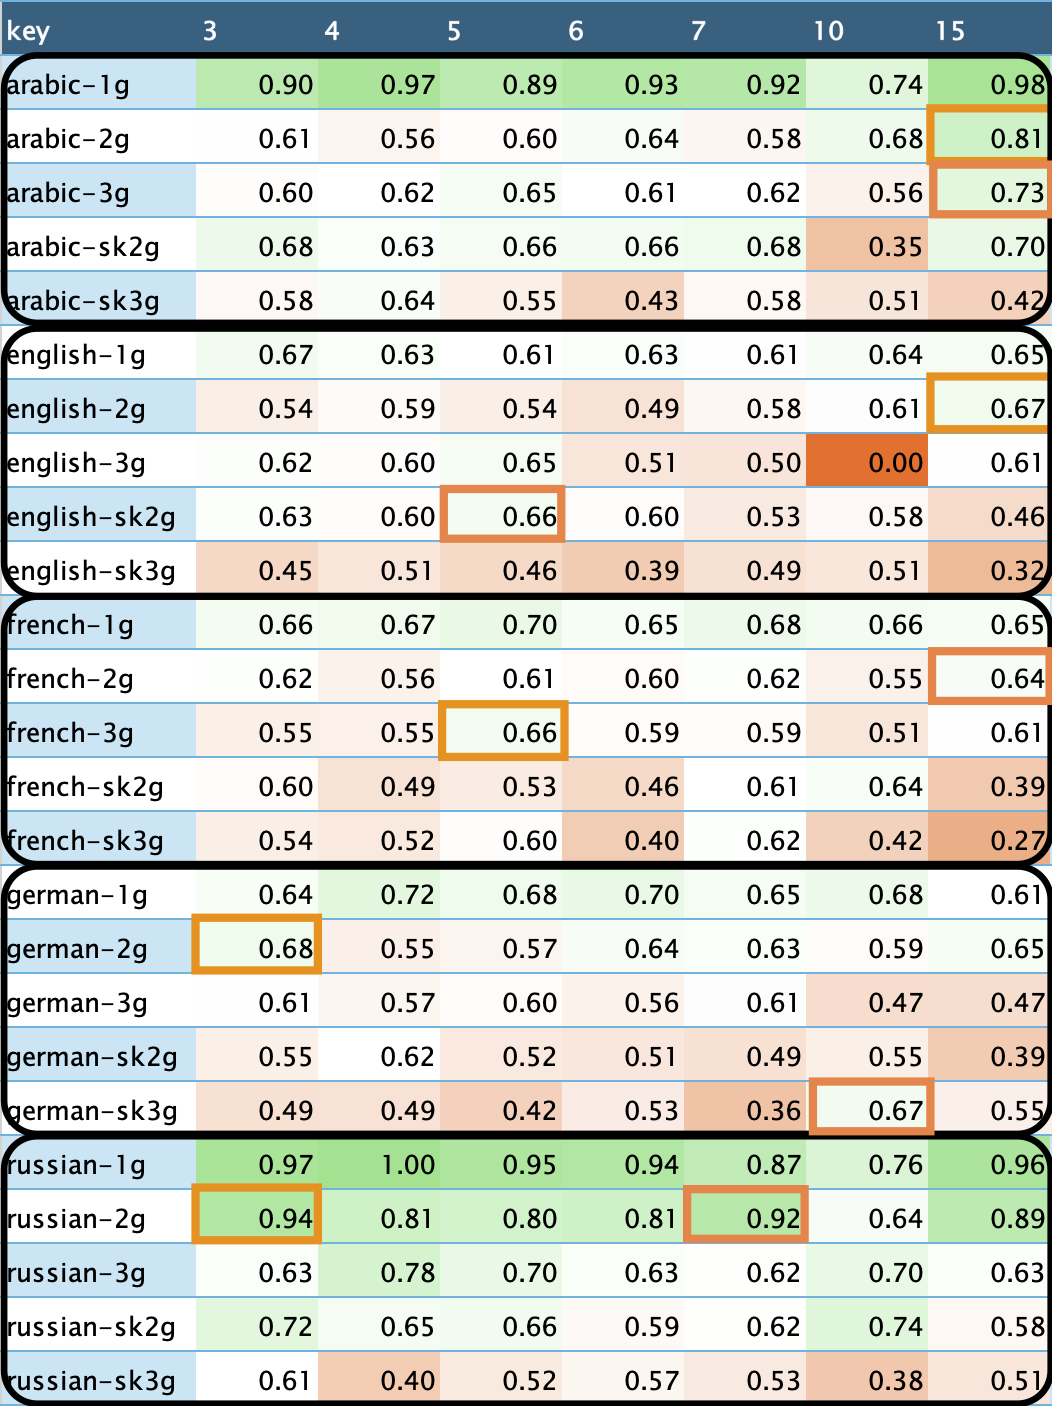 key 3 4 5 6 7 10 15
arabic-1g 0.90 0.97 0.89 0.93 0.92 0.74 0.98
arabic-2g 0.61 0.56 0.60 0.64 0.58 0.68 0.81
arabic-3g 0.60 0.62 0.65 0.61 0.62 0.56 0.73
arabic-sk2g 0.68 0.63 0.66 0.66 0.68 0.35 0.70
arabic-sk3g 0.58 0.64 0.55 0.43 0.58 0.51 0.42
english-1g 0.67 0.63 0.61 0.63 0.61 0.64 0.65
english-2g 0.54 0.59 0.54 0.49 0.58 0.61 0.67
english-3g 0.62 0.60 0.65 0.51 0.50 0.00 0.61
english-sk2g 0.63 0.60 0.66 0.60 0.53 0.58 0.46
english-sk3g 0.45 0.51 0.46 0.39 0.49 0.51 0.32
french-1g 0.66 0.67 0.70 0.65 0.68 0.66 0.65
french-2g 0.62 0.56 0.61 0.60 0.62 0.55 0.64
french-3g 0.55 0.55 0.66 0.59 0.59 0.51 0.61
french-sk2g 0.60 0.49 0.53 0.46 0.61 0.64 0.39
french-sk3g 0.54 0.52 0.60 0.40 0.62 0.42 0.27
german-1g 0.64 0.72 0.68 0.70 0.65 0.68 0.61
german-2g 0.68 0.55 0.57 0.64 0.63 0.59 0.65
german-3g 0.61 0.57 0.60 0.56 0.61 0.47 0.47
german-sk2g 0.55 0.62 0.52 0.51 0.49 0.55 0.39
german-sk3g 0.49 0.49 0.42 0.53 0.36 0.67 0.55
russian-1g 0.97 1.00 0.95 0.94 0.87 0.76 0.96
russian-2g 0.94 0.81 0.80 0.81 0.92 0.64 0.89
russian-3g 0.63 0.78 0.70 0.63 0.62 0.70 0.63
russian-sk2g 0.72 0.65 0.66 0.59 0.62 0.74 0.58
russian-sk3g 0.61 0.40 0.52 0.57 0.53 0.38 0.51